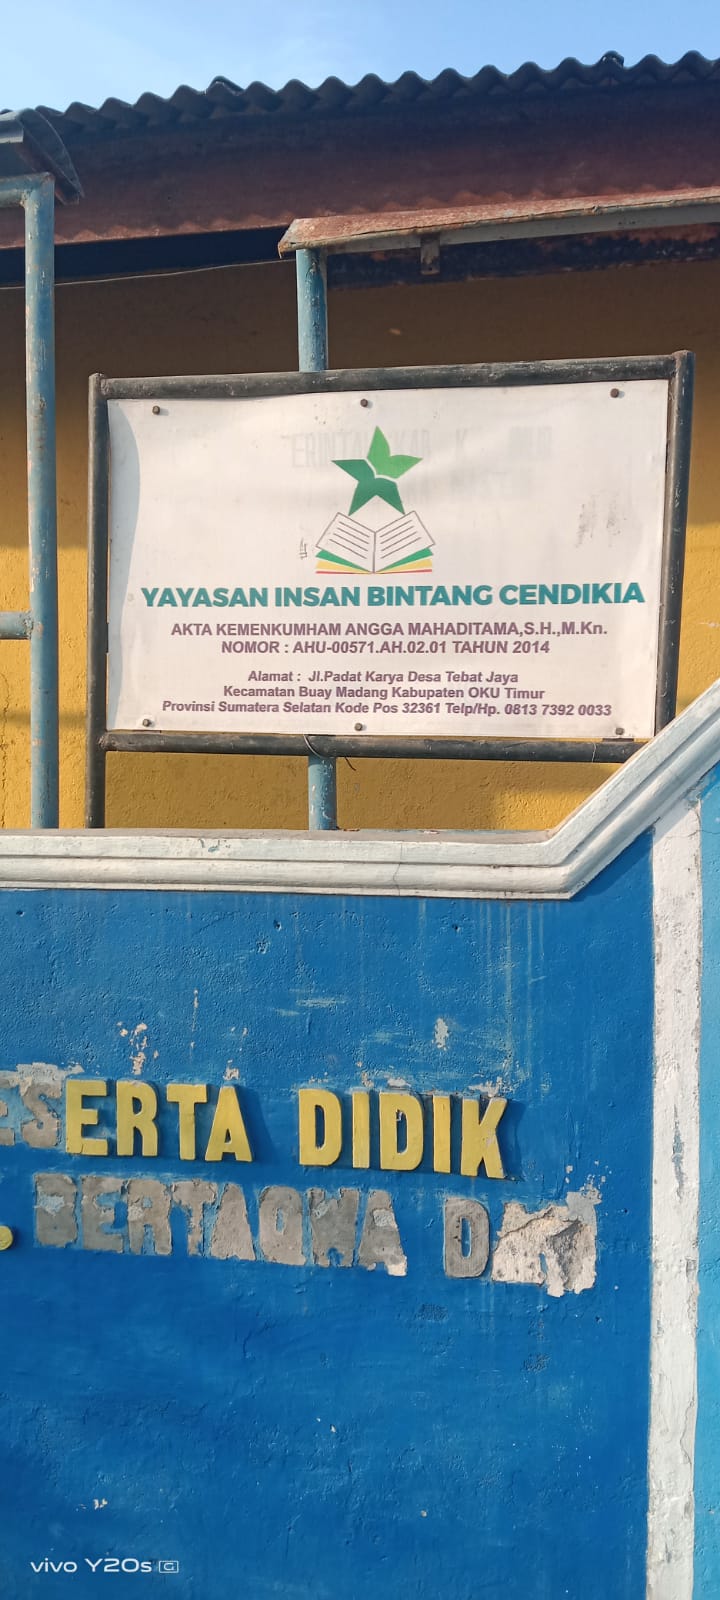 YAYASAN INSAN BINTANG CENDIKIA
AKTA KEMENKUMHAM ANGGA MAHADITAMA,S.H.,M.Kn.
NOMOR : AHU-00571.AH.02.01 TAHUN 2014
Alamat : Jl.Padat Karya Desa Tebat Jaya
Kecamatan Buay Madang Kabupaten OKU Timur
Provinsi Sumatera Selatan Kode Pos 32361 Telp/Hp. 0813 7392 0033
ESERTA DIDIK
BERTAQWA D
vivo Y20s G